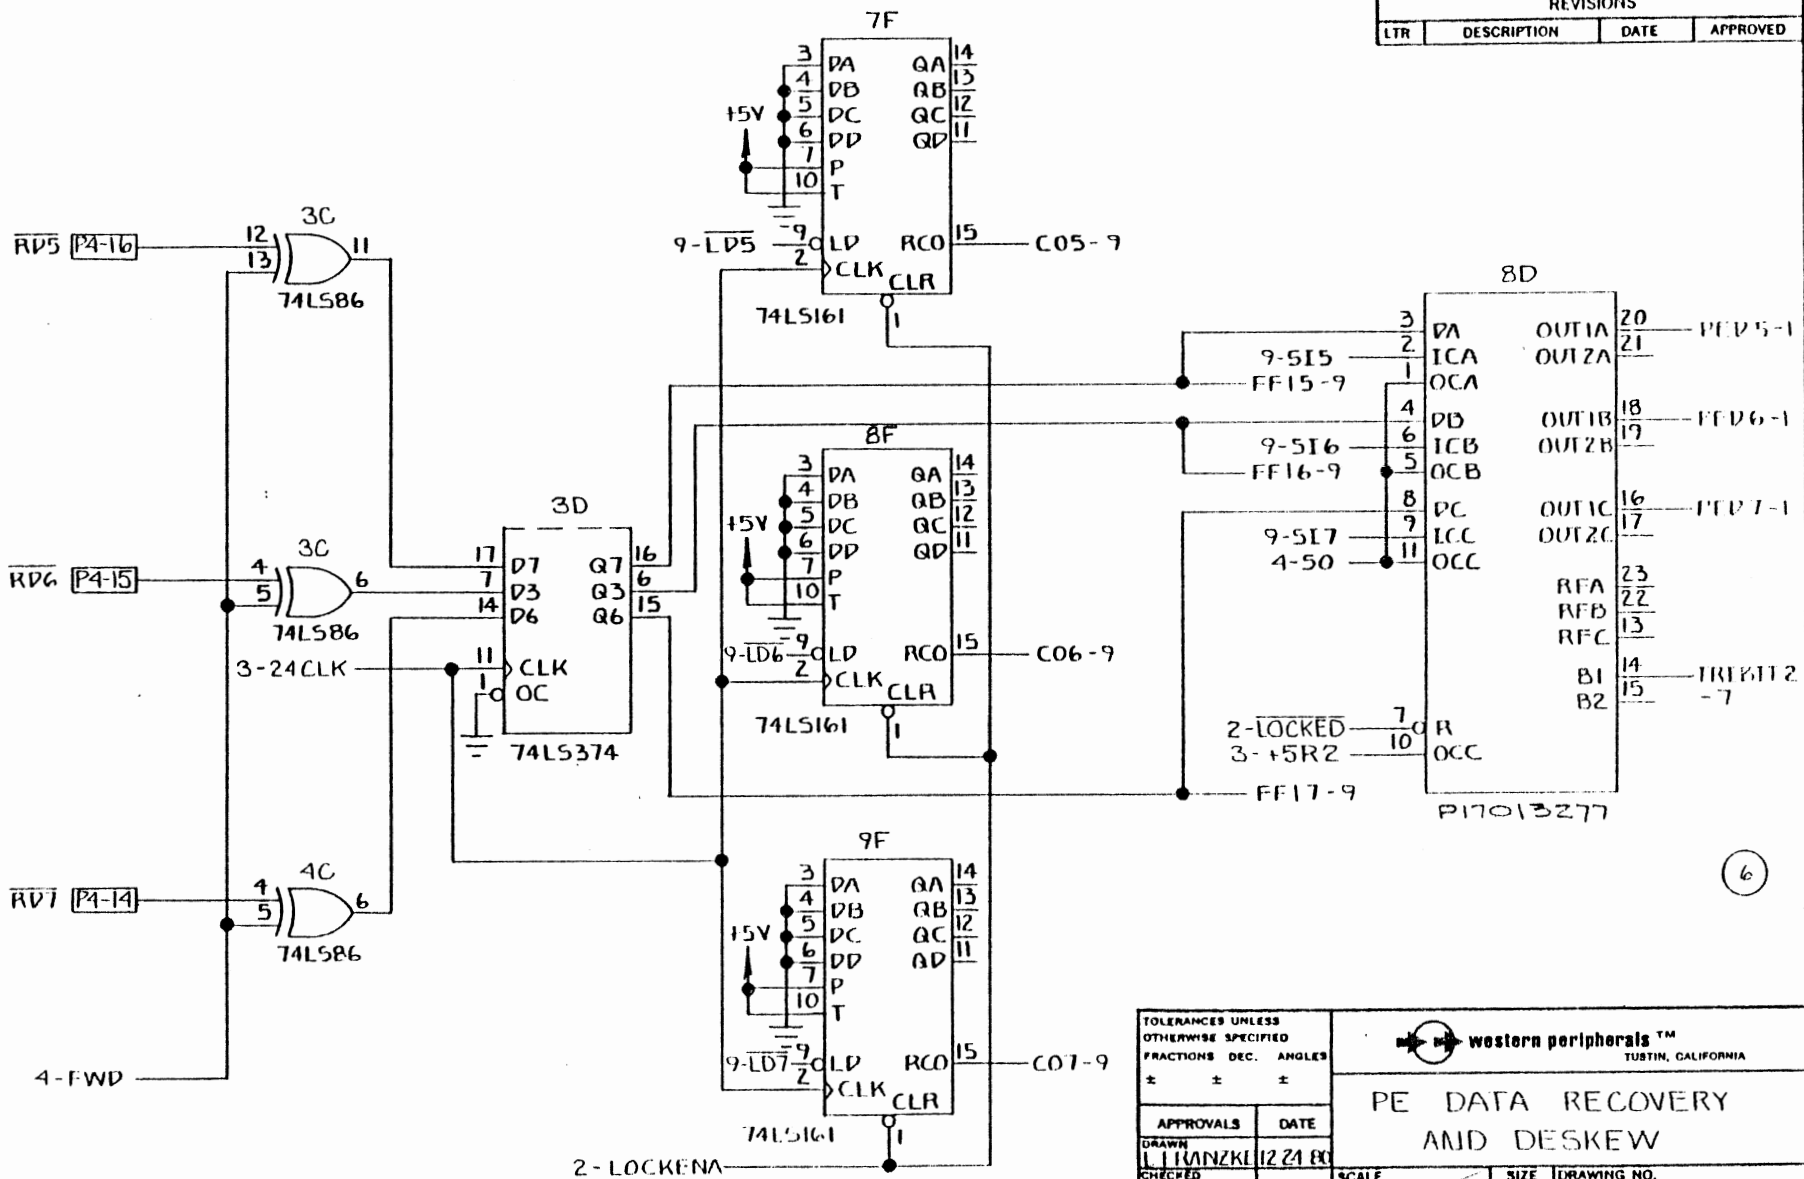 REVISIONS
LTR DESCRIPTION DATE APPROVED
7F
3 DA QA 14
4 DB QB 13
5 DC QC 12
6 DD QD 11
+5V
7 P
10 T
9-LD5 9 LD RCO 15 CO5-9
2 CLK
CLR
74LS161 1
RD5 P4-16
3C
12
13
11
74LS86
RD6 P4-15
3C
4
5
6
74LS86
RD7 P4-14
4C
4
5
6
74LS86
4-FWD
3D
17 D7 Q7 16
7 D3 Q3 6
14 D6 Q6 15
3-24CLK 11 CLK
1 OC
74LS374
8F
3 DA QA 14
4 DB QB 13
5 DC QC 12
6 DD QD 11
+5V
7 P
10 T
9-LD6 9 LD RCO 15 CO6-9
2 CLK
CLR
74LS161 1
9F
3 DA QA 14
4 DB QB 13
5 DC QC 12
6 DD QD 11
+5V
7 P
10 T
9-LD7 9 LD RCO 15 CO7-9
2 CLK
CLR
74LS161 1
2-LOCKENA
8D
3 DA OUT1A 20 PED5-1
9-SI5 2 ICA OUT2A 21
FF15-9 1 OCA
4 DB OUT1B 18 PED6-1
9-SI6 6 ICB OUT2B 19
FF16-9 5 OCB
8 DC OUT1C 16 PED7-1
9-SI7 9 ICC OUT2C 17
4-50 11 OCC
RFA 23
RFB 22
RFC 13
B1 14
B2 15 -7
2-LOCKED 7 R
3-+5R2 10 OCC
FF17-9
P17013277
6
TOLERANCES UNLESS
OTHERWISE SPECIFIED
FRACTIONS DEC. ANGLES
± ± ±
APPROVALS DATE
DRAWN
12 24 80
CHECKED
western peripherals ™
TUSTIN, CALIFORNIA
PE DATA RECOVERY
AND DESKEW
SCALE SIZE DRAWING NO.